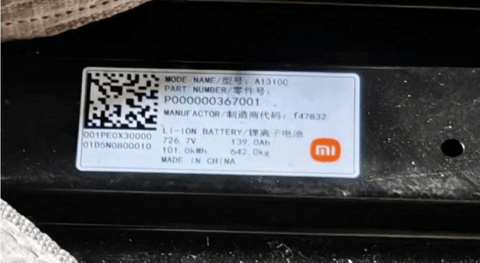 MODE NAME/型号: A1310C
PART NUMBER/零件号:
P000000367001
MANUFACTOR/制造商代码: f47832
001PE0X30000
01D5N0800010
Li-ION BATTERY/锂离子电池
726.7V 139.0Ah
101.0kWh 642.0kg
MADE IN CHINA
mi